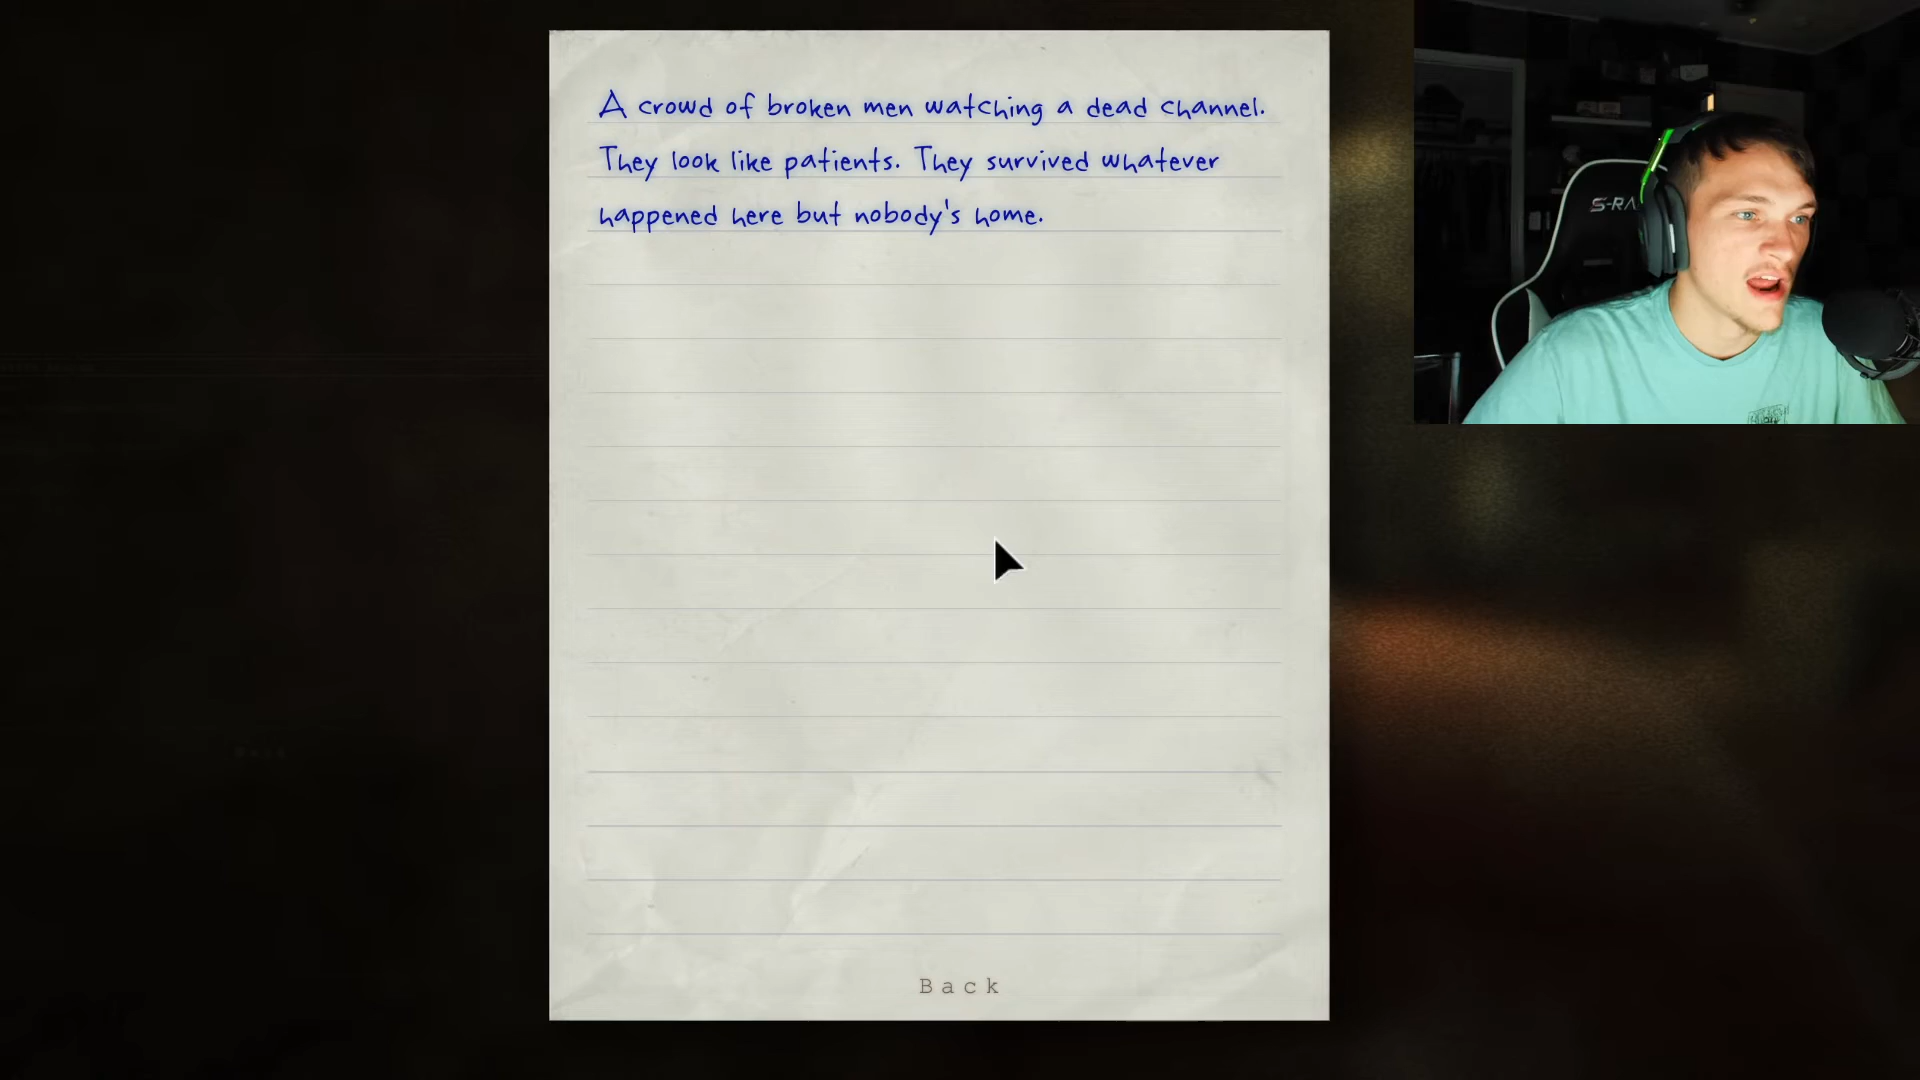 A crowd of broken men watching a dead channel.
They look like patients. They survived whatever
happened here but nobody's home.
Back
S-RA